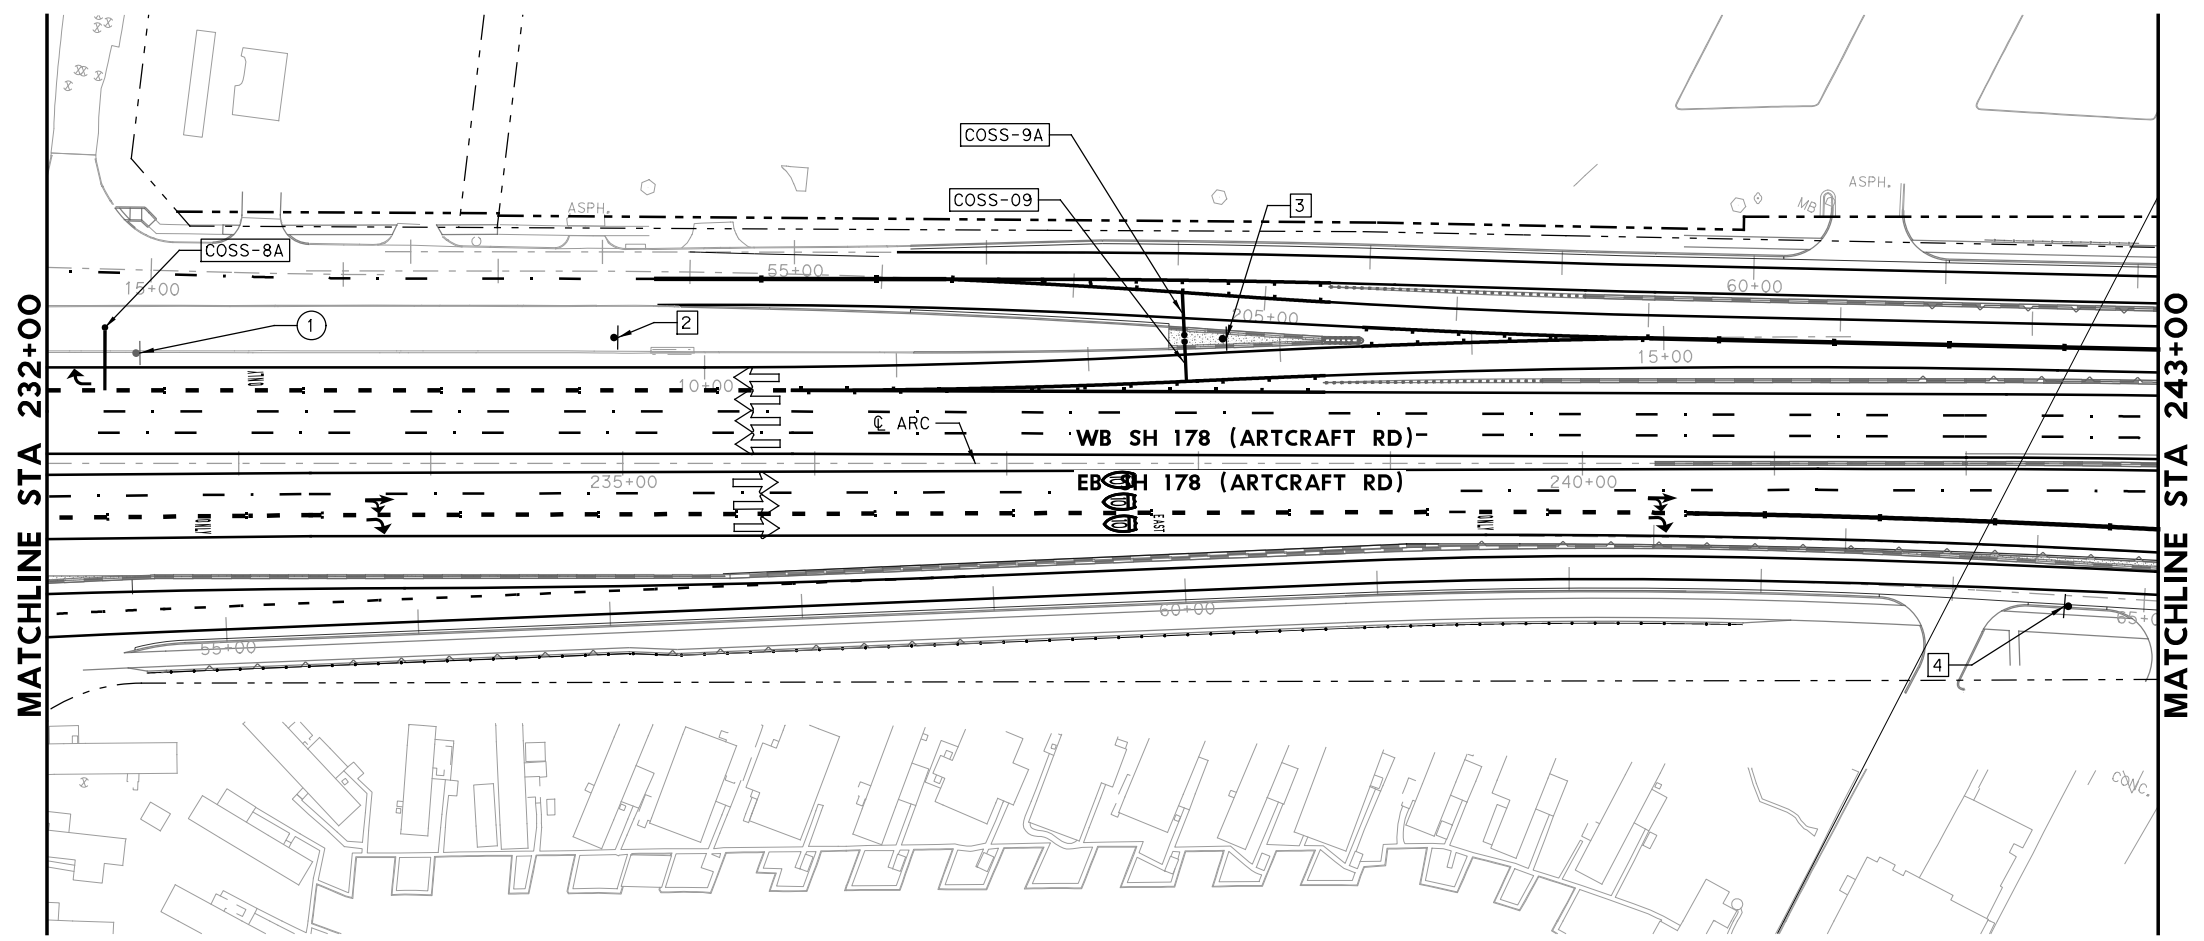 MATCHLINE STA 232+00
MATCHLINE STA 243+00
COSS-9A
ASPH.
COSS-09
3
MB
ASPH.
COSS-8A
55+00
15+00
60+00
1
2
205+00
15+00
ONLY
10+00
℄ ARC
WB SH 178 (ARTCRAFT RD)
235+00
EB SH 178 (ARTCRAFT RD)
240+00
ONLY
10
10
10
EAST
ONLY
60+00
65+0
55+00
4
CONC.